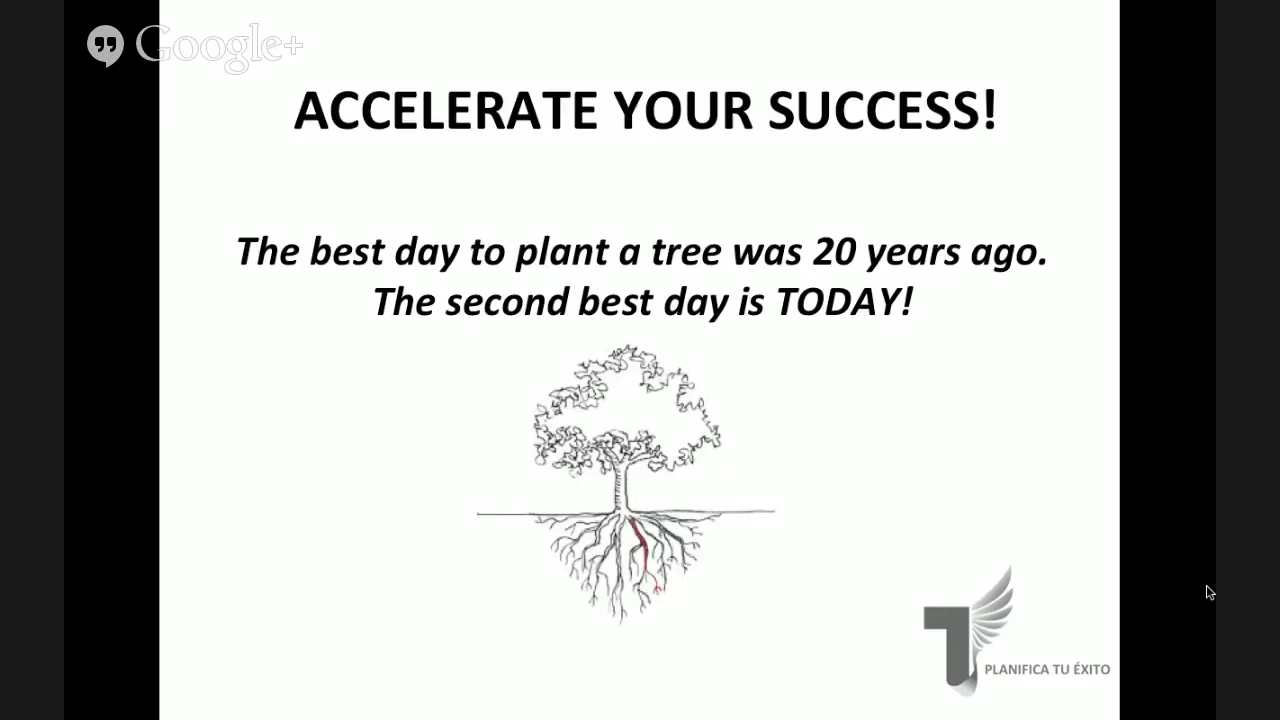 Google+
ACCELERATE YOUR SUCCESS!
The best day to plant a tree was 20 years ago.
The second best day is TODAY!
PLANIFICA TU ÉXITO